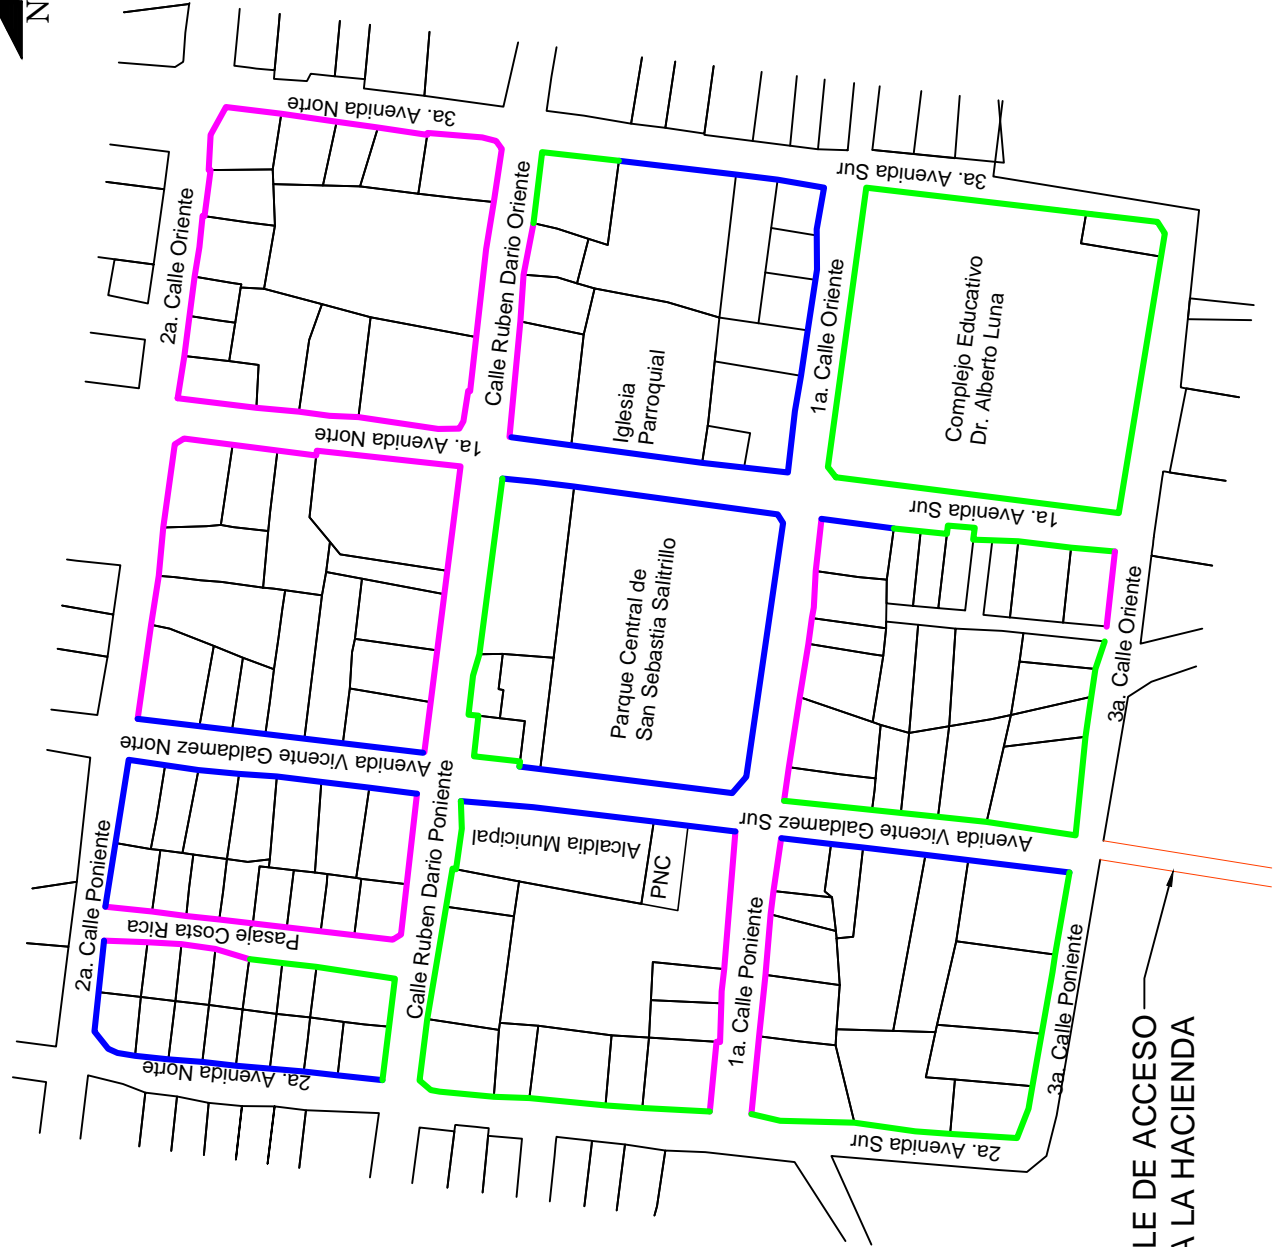 N
3a. Avenida Norte
2a. Calle Oriente
Calle Ruben Dario Oriente
3a. Avenida Sur
1a. Calle Oriente
Iglesia
Parroquial
Complejo Educativo
Dr. Alberto Luna
1a. Avenida Norte
1a. Avenida Sur
Parque Central de
San Sebastia Salitrillo
3a. Calle Oriente
Avenida Vicente Galdamez Norte
Avenida Vicente Galdamez Sur
Alcaldia Municipal
PNC
2a. Calle Poniente
Pasaje Costa Rica
Calle Ruben Dario Poniente
1a. Calle Poniente
3a. Calle Poniente
2a. Avenida Norte
2a. Avenida Sur
LE DE ACCESO
A LA HACIENDA